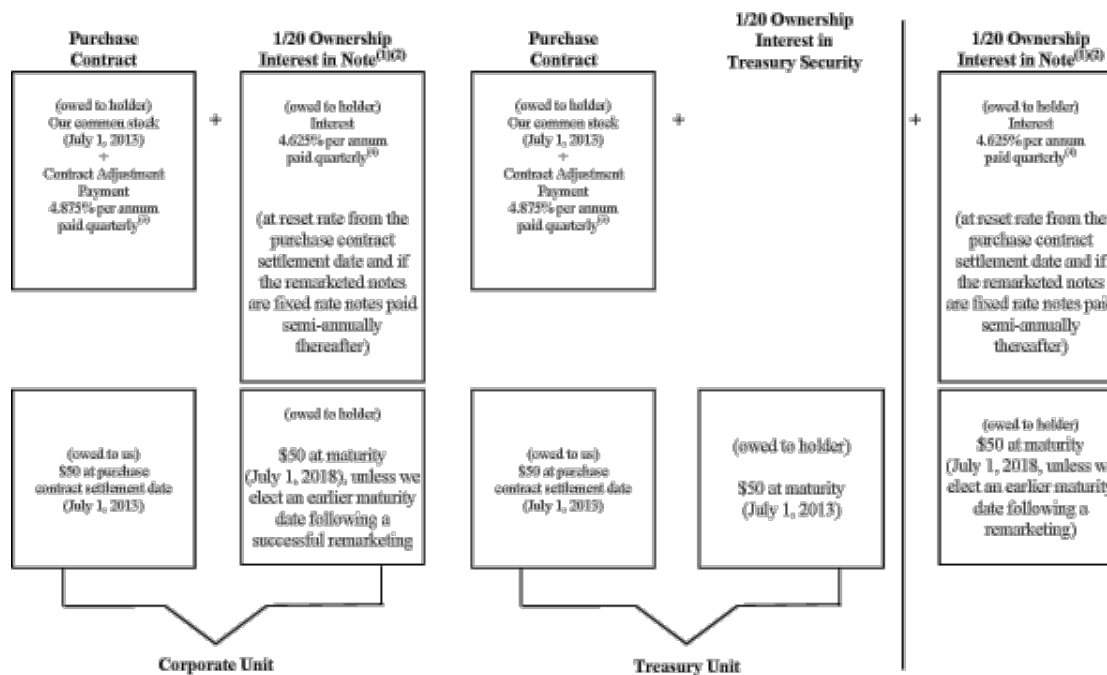 Purchase
Contract
(owed to holder)
Our common stock
(July 1, 2013)
+
Contract Adjustment
Payment
4.875% per annum
paid quarterly(3)
(owed to us)
$50 at purchase
contract settlement date
(July 1, 2013)
+
1/20 Ownership
Interest in Note(1)(2)
(owed to holder)
Interest
4.625% per annum
paid quarterly(4)
(at reset rate from the
purchase contract
settlement date and if
the remarketed notes
are fixed rate notes paid
semi-annually
thereafter)
(owed to holder)
$50 at maturity
(July 1, 2018), unless we
elect an earlier maturity
date following a
successful remarketing
Corporate Unit
Purchase
Contract
(owed to holder)
Our common stock
(July 1, 2013)
+
Contract Adjustment
Payment
4.875% per annum
paid quarterly(3)
(owed to us)
$50 at purchase
contract settlement date
(July 1, 2013)
+
1/20 Ownership
Interest in
Treasury Security
(owed to holder)
$50 at maturity
(July 1, 2013)
Treasury Unit
+
1/20 Ownership
Interest in Note(1)(2)
(owed to holder)
Interest
4.625% per annum
paid quarterly(4)
(at reset rate from the
purchase contract
settlement date and if
the remarketed notes
are fixed rate notes paid
semi-annually
thereafter)
(owed to holder)
$50 at maturity
(July 1, 2018, unless we
elect an earlier maturity
date following a
remarketing)